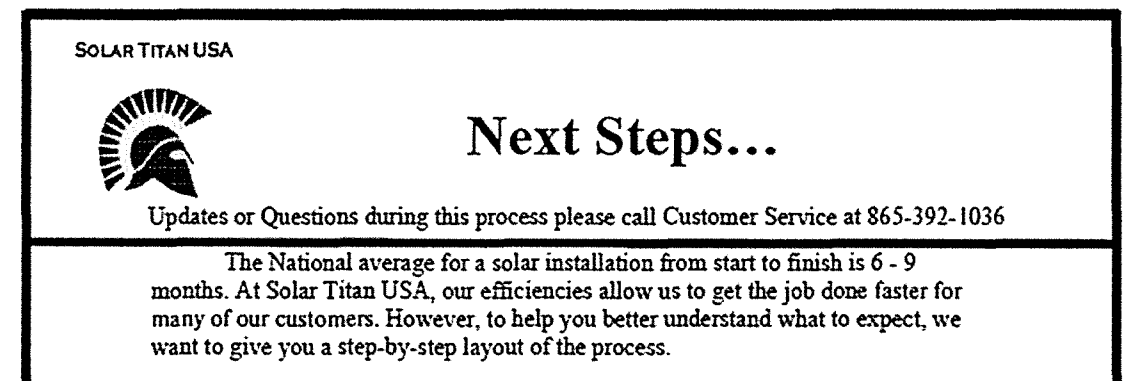 SOLAR TITAN USA
Next Steps...
Updates or Questions during this process please call Customer Service at 865-392-1036
The National average for a solar installation from start to finish is 6 - 9
months. At Solar Titan USA, our efficiencies allow us to get the job done faster for
many of our customers. However, to help you better understand what to expect, we
want to give you a step-by-step layout of the process.